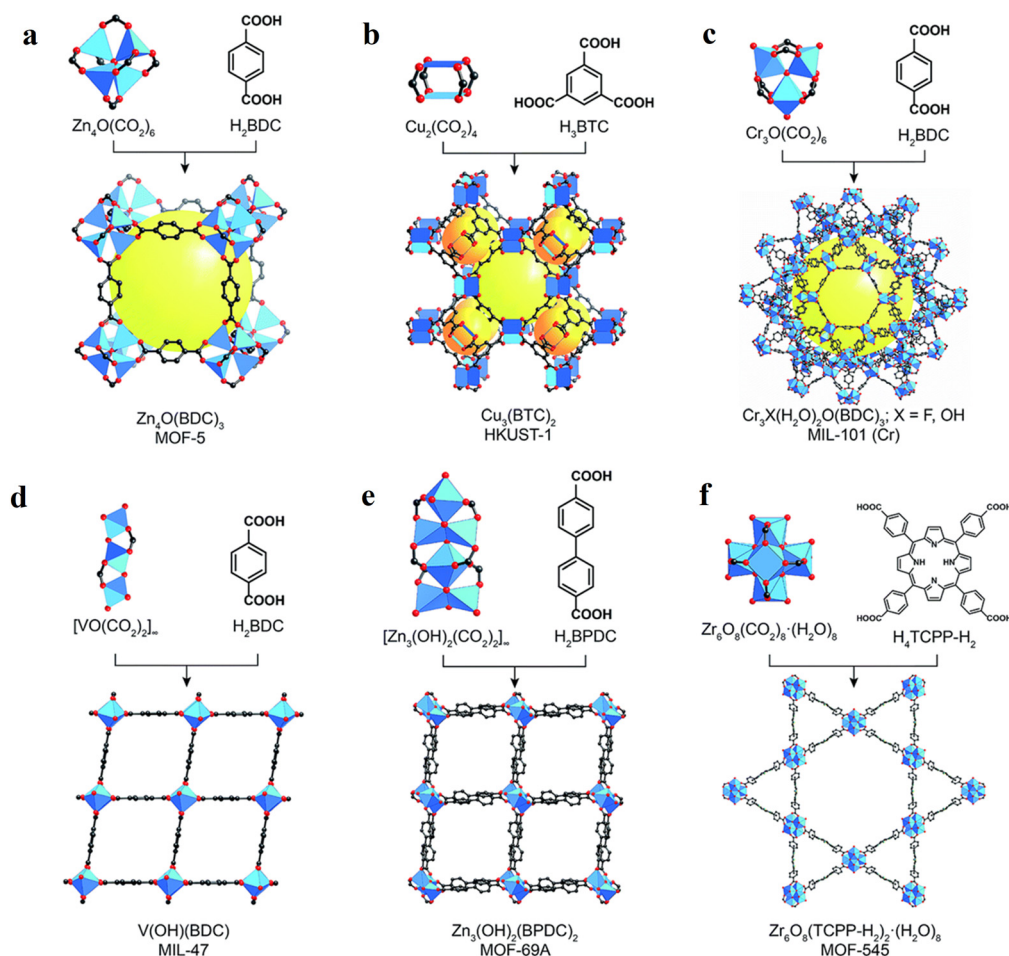 a
COOH
COOH
Zn₄O(CO₂)₆
H₂BDC
Zn₄O(BDC)₃
MOF-5
b
COOH
HOOC
COOH
Cu₂(CO₂)₄
H₃BTC
Cu₃(BTC)₂
HKUST-1
c
COOH
COOH
Cr₃O(CO₂)₆
H₂BDC
Cr₃X(H₂O)₂O(BDC)₃; X = F, OH
MIL-101 (Cr)
d
COOH
COOH
[VO(CO₂)₂]∞
H₂BDC
V(OH)(BDC)
MIL-47
e
COOH
COOH
[Zn₃(OH)₂(CO₂)₂]∞
H₂BPDC
Zn₃(OH)₂(BPDC)₂
MOF-69A
f
HOOC
COOH
N
NH
HN
N
HOOC
COOH
Zr₆O₈(CO₂)₈·(H₂O)₈
H₄TCPP-H₂
Zr₆O₈(TCPP-H₂)₂·(H₂O)₈
MOF-545